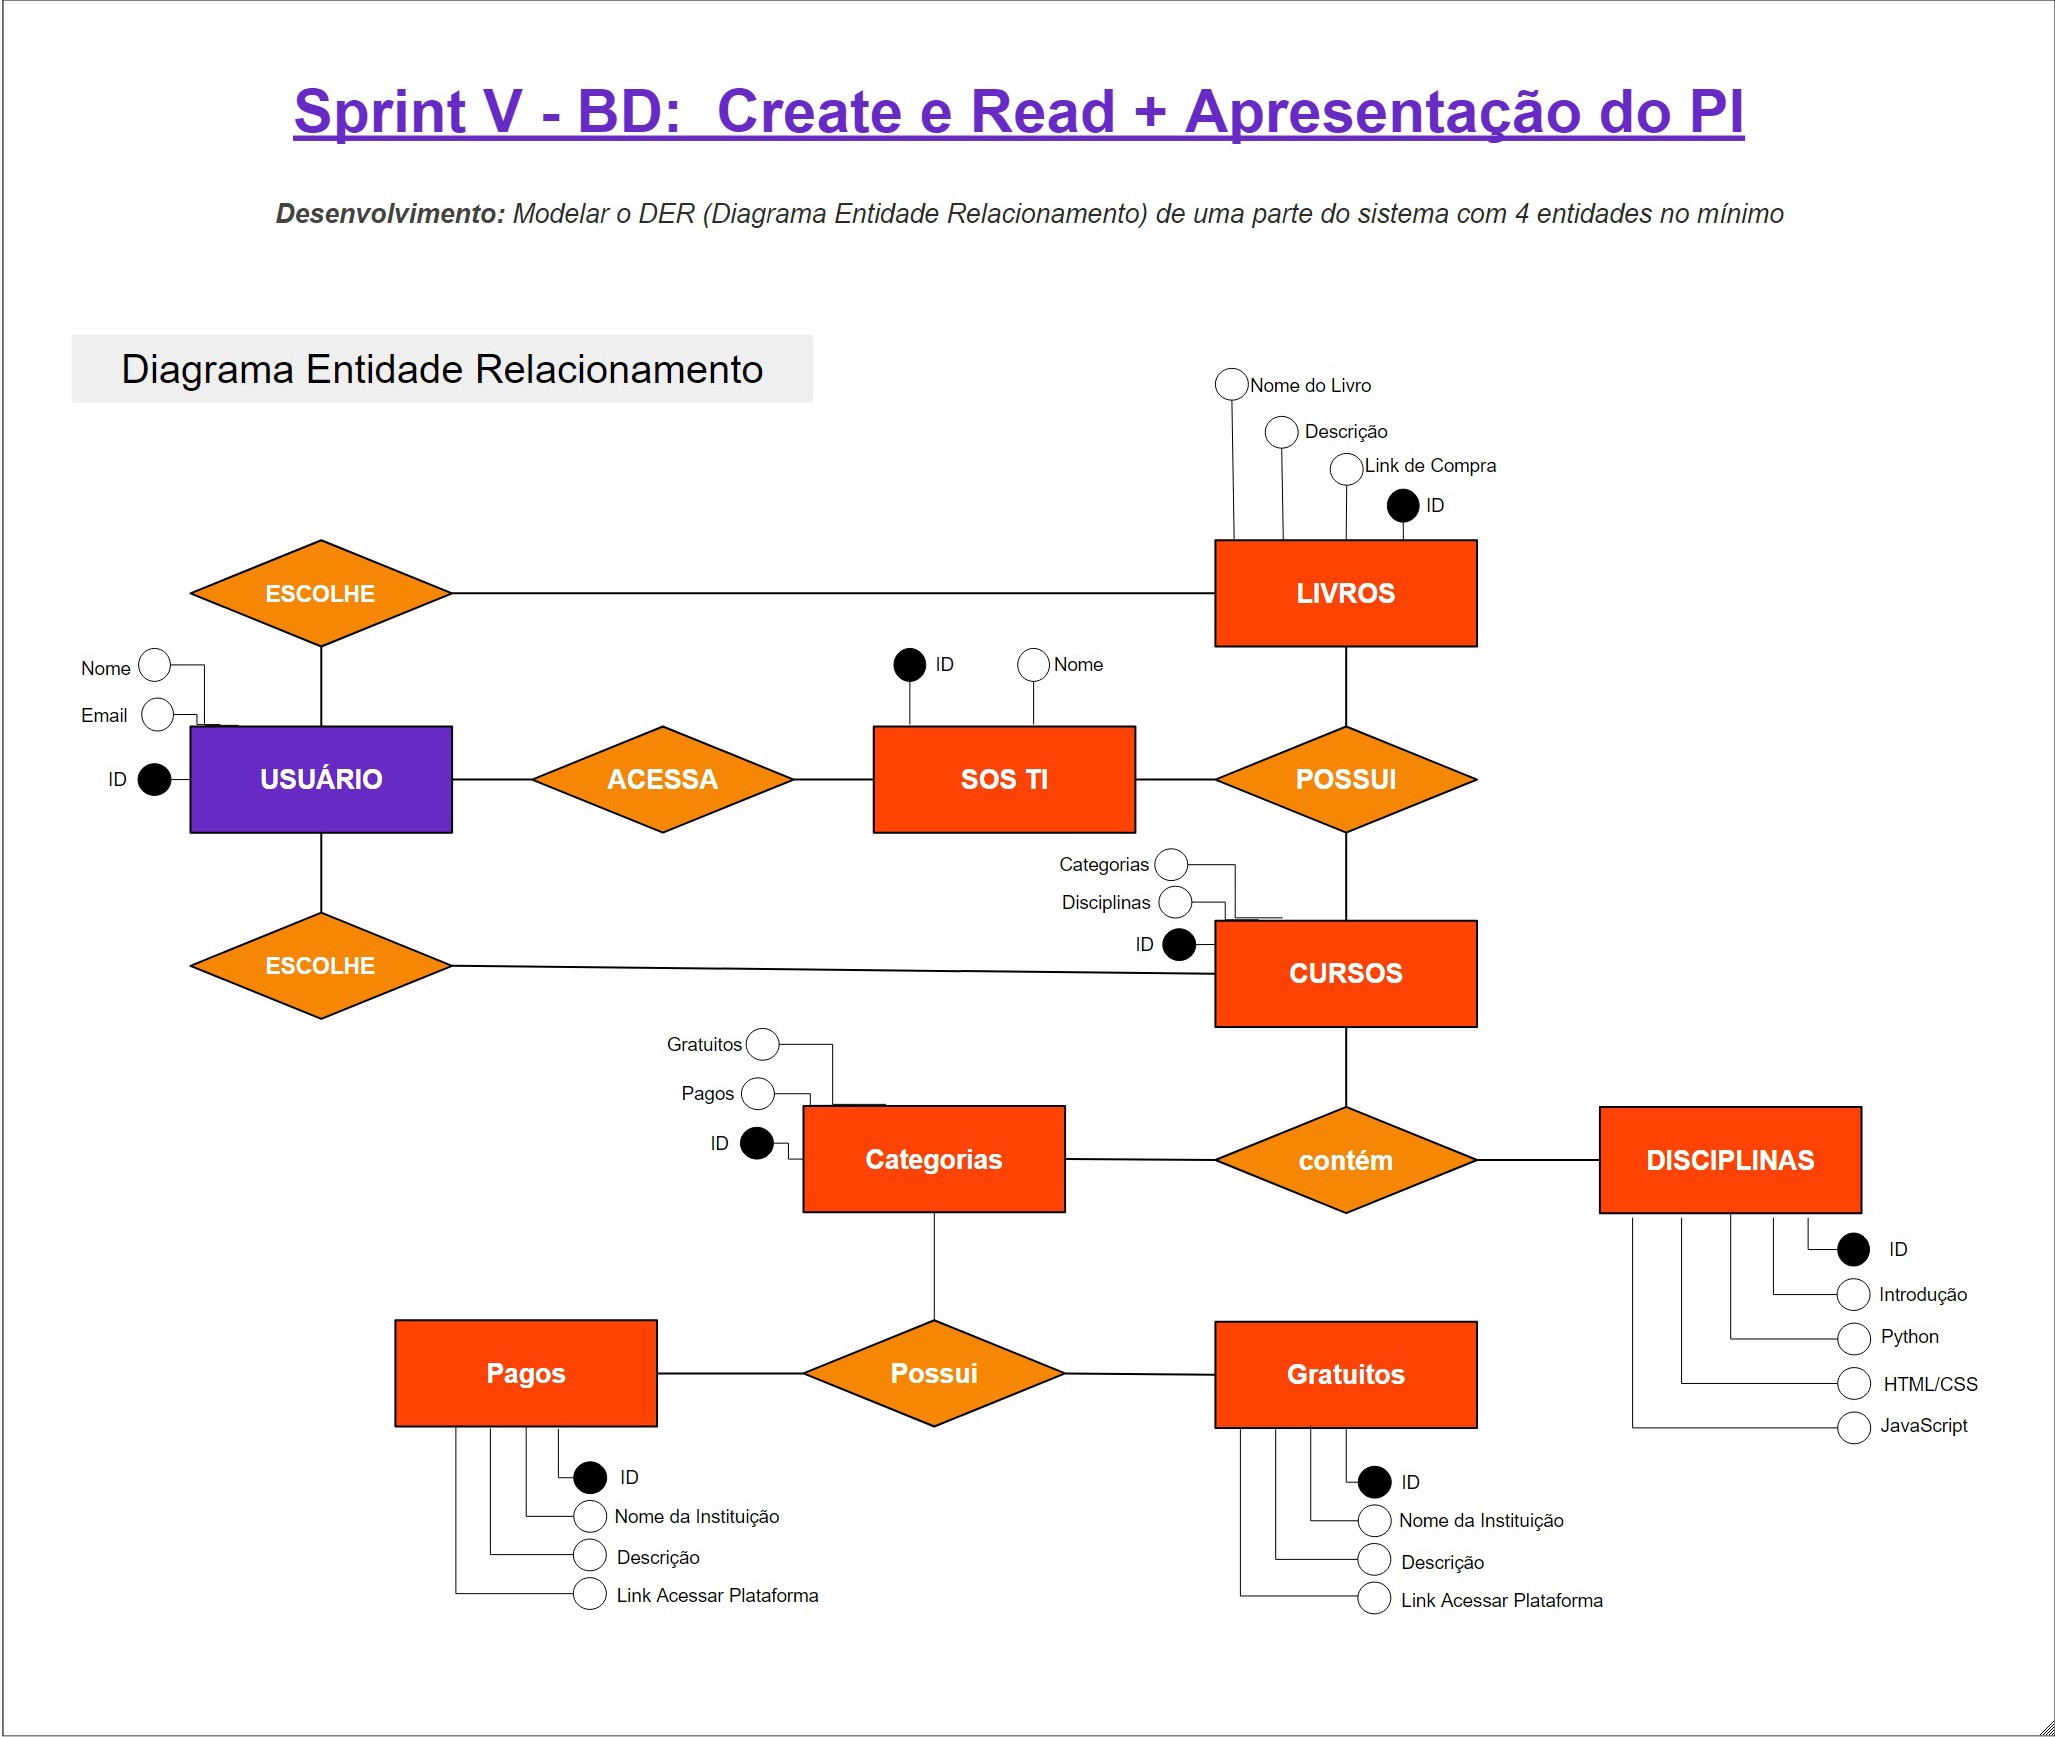 Sprint V - BD:  Create e Read + Apresentação do PI
Desenvolvimento: Modelar o DER (Diagrama Entidade Relacionamento) de uma parte do sistema com 4 entidades no mínimo
Diagrama Entidade Relacionamento
Nome do Livro
Descrição
Link de Compra
ID
ESCOLHE
LIVROS
Nome
Email
ID
ID
Nome
USUÁRIO
ACESSA
SOS TI
POSSUI
Categorias
Disciplinas
ID
ESCOLHE
CURSOS
Gratuitos
Pagos
ID
Categorias
contém
DISCIPLINAS
ID
Introdução
Python
HTML/CSS
JavaScript
Pagos
Possui
Gratuitos
ID
Nome da Instituição
Descrição
Link Acessar Plataforma
ID
Nome da Instituição
Descrição
Link Acessar Plataforma